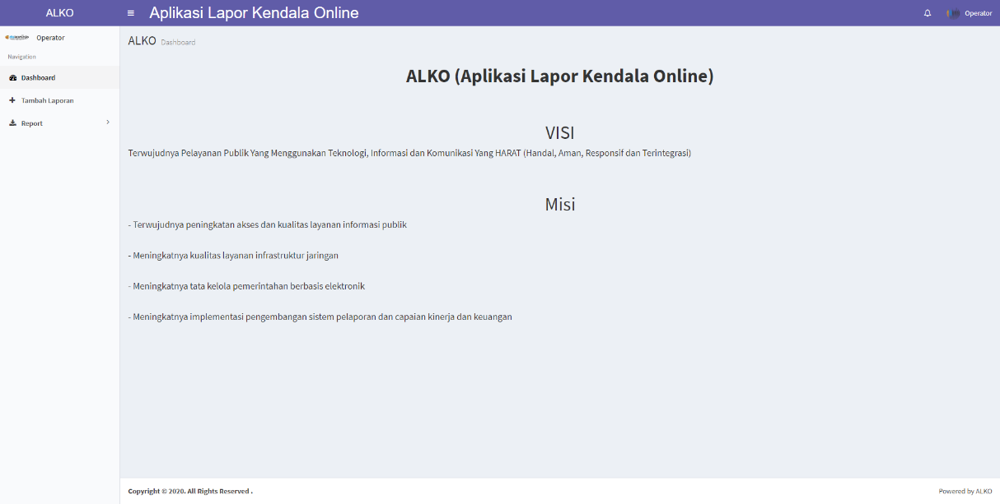 ALKO
Aplikasi Lapor Kendala Online
Operator
Operator
Navigation
Dashboard
Tambah Laporan
Report
ALKO Dashboard
ALKO (Aplikasi Lapor Kendala Online)
VISI
Terwujudnya Pelayanan Publik Yang Menggunakan Teknologi, Informasi dan Komunikasi Yang HARAT (Handal, Aman, Responsif dan Terintegrasi)
Misi
- Terwujudnya peningkatan akses dan kualitas layanan informasi publik
- Meningkatnya kualitas layanan infrastruktur jaringan
- Meningkatnya tata kelola pemerintahan berbasis elektronik
- Meningkatnya implementasi pengembangan sistem pelaporan dan capaian kinerja dan keuangan
Copyright © 2020. All Rights Reserved .
Powered by ALKO